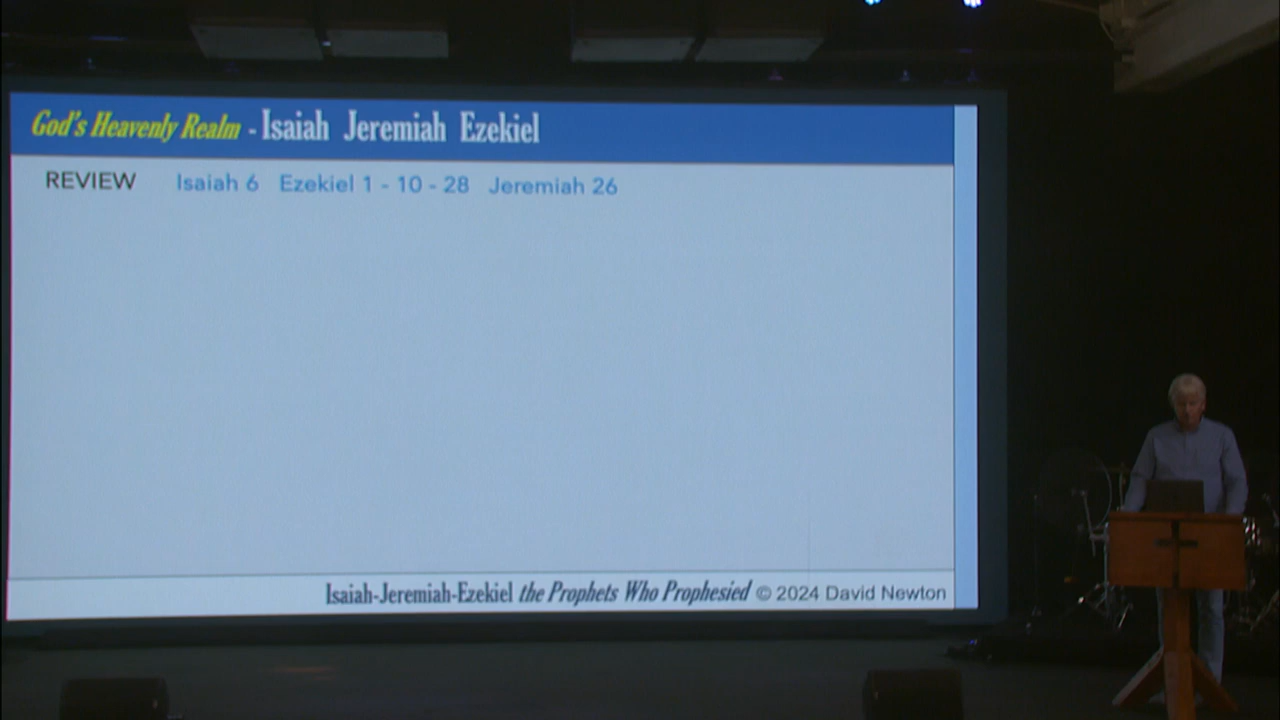 God's Heavenly Realm - Isaiah Jeremiah Ezekiel
REVIEW Isaiah 6 Ezekiel 1 - 10 - 28 Jeremiah 26
Isaiah-Jeremiah-Ezekiel the Prophets Who Prophesied © 2024 David Newton